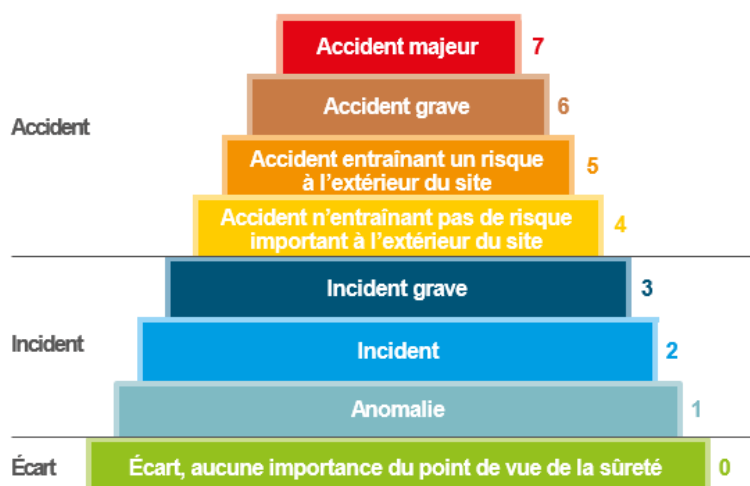 Accident majeur 7
Accident grave 6
Accident
Accident entraînant un risque
à l'extérieur du site 5
Accident n'entraînant pas de risque
important à l'extérieur du site 4
Incident grave 3
Incident
Incident 2
Anomalie 1
Écart
Écart, aucune importance du point de vue de la sûreté 0